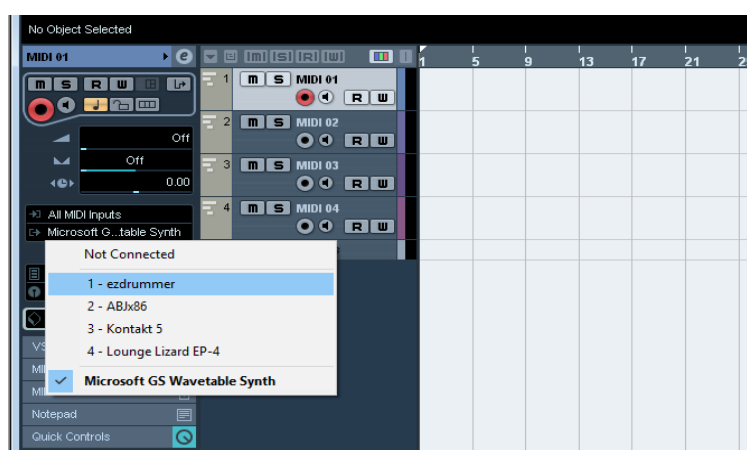 No Object Selected
MIDI 01 e [m] [S] [R] [W] 1 5 9 13 17 21 2
m S R W 1 m S MIDI 01
R W
2 m S MIDI 02
Off R W
Off 3 m S MIDI 03
0.00 R W
All MIDI Inputs 4 m S MIDI 04
Microsoft G...table Synth R W
Not Connected
1 - ezdrummer
2 - ABJx86
3 - Kontakt 5
4 - Lounge Lizard EP-4
Microsoft GS Wavetable Synth
Notepad
Quick Controls